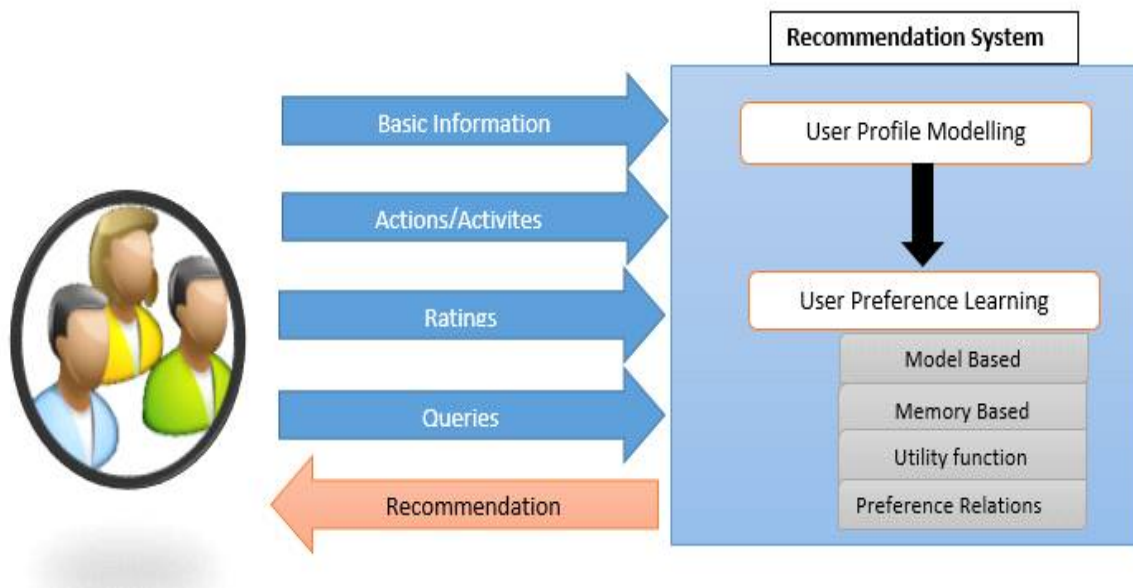 Recommendation System
Basic Information
User Profile Modelling
Actions/Activites
User Preference Learning
Ratings
Model Based
Memory Based
Queries
Utility function
Recommendation
Preference Relations